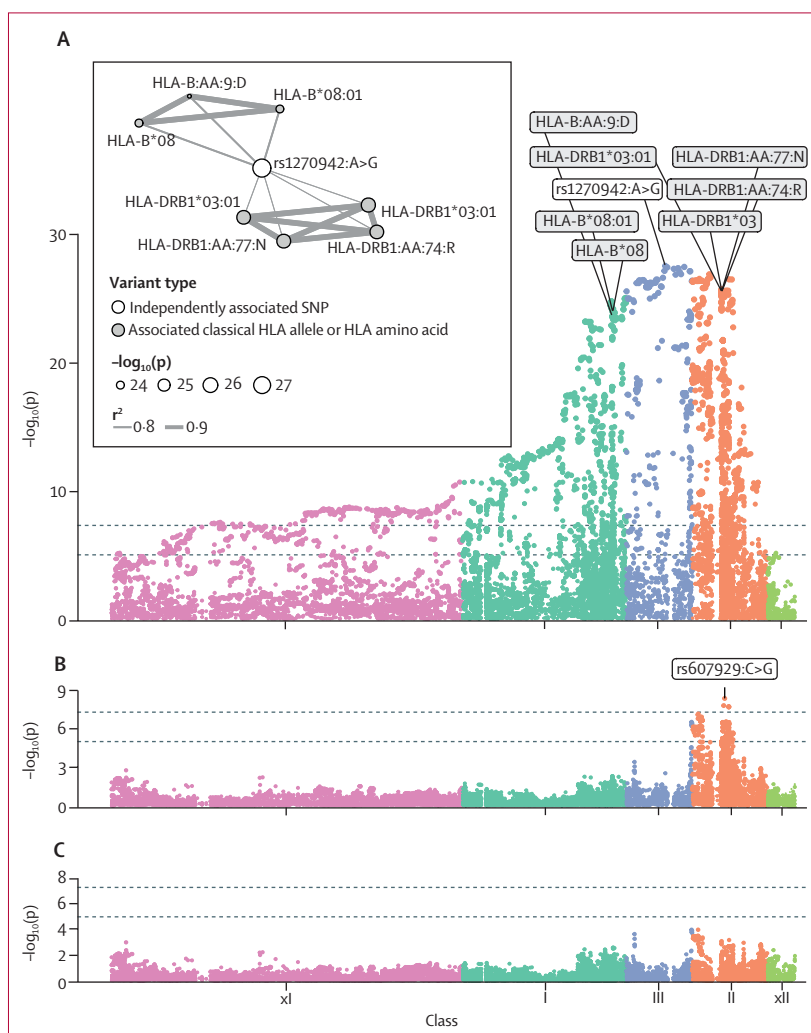 A
HLA-B:AA:9:D
HLA-B*08:01
HLA-B*08
rs1270942:A>G
HLA-DRB1*03:01
HLA-DRB1*03:01
HLA-DRB1:AA:77:N
HLA-DRB1:AA:74:R
Variant type
Independently associated SNP
Associated classical HLA allele or HLA amino acid
–log₁₀(p)
24 25 26 27
r²
0·8 0·9
HLA-B:AA:9:D
HLA-DRB1*03:01 HLA-DRB1:AA:77:N
rs1270942:A>G HLA-DRB1:AA:74:R
HLA-B*08:01 HLA-DRB1*03
HLA-B*08
30
20
10
0
–log₁₀(p)
xI I III II xII
B
rs607929:C>G
9
6
3
0
–log₁₀(p)
C
8
6
4
2
0
–log₁₀(p)
xI I III II xII
Class